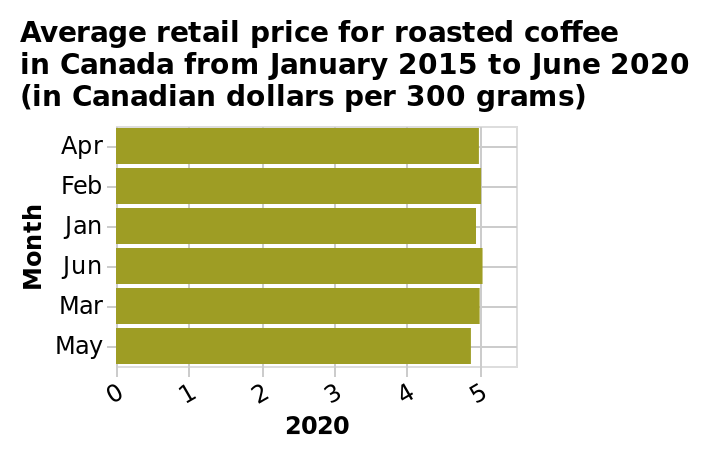 Average retail price for roasted coffee
in Canada from January 2015 to June 2020
(in Canadian dollars per 300 grams)
Month
Apr
Feb
Jan
Jun
Mar
May
0 1 2 3 4 5
2020